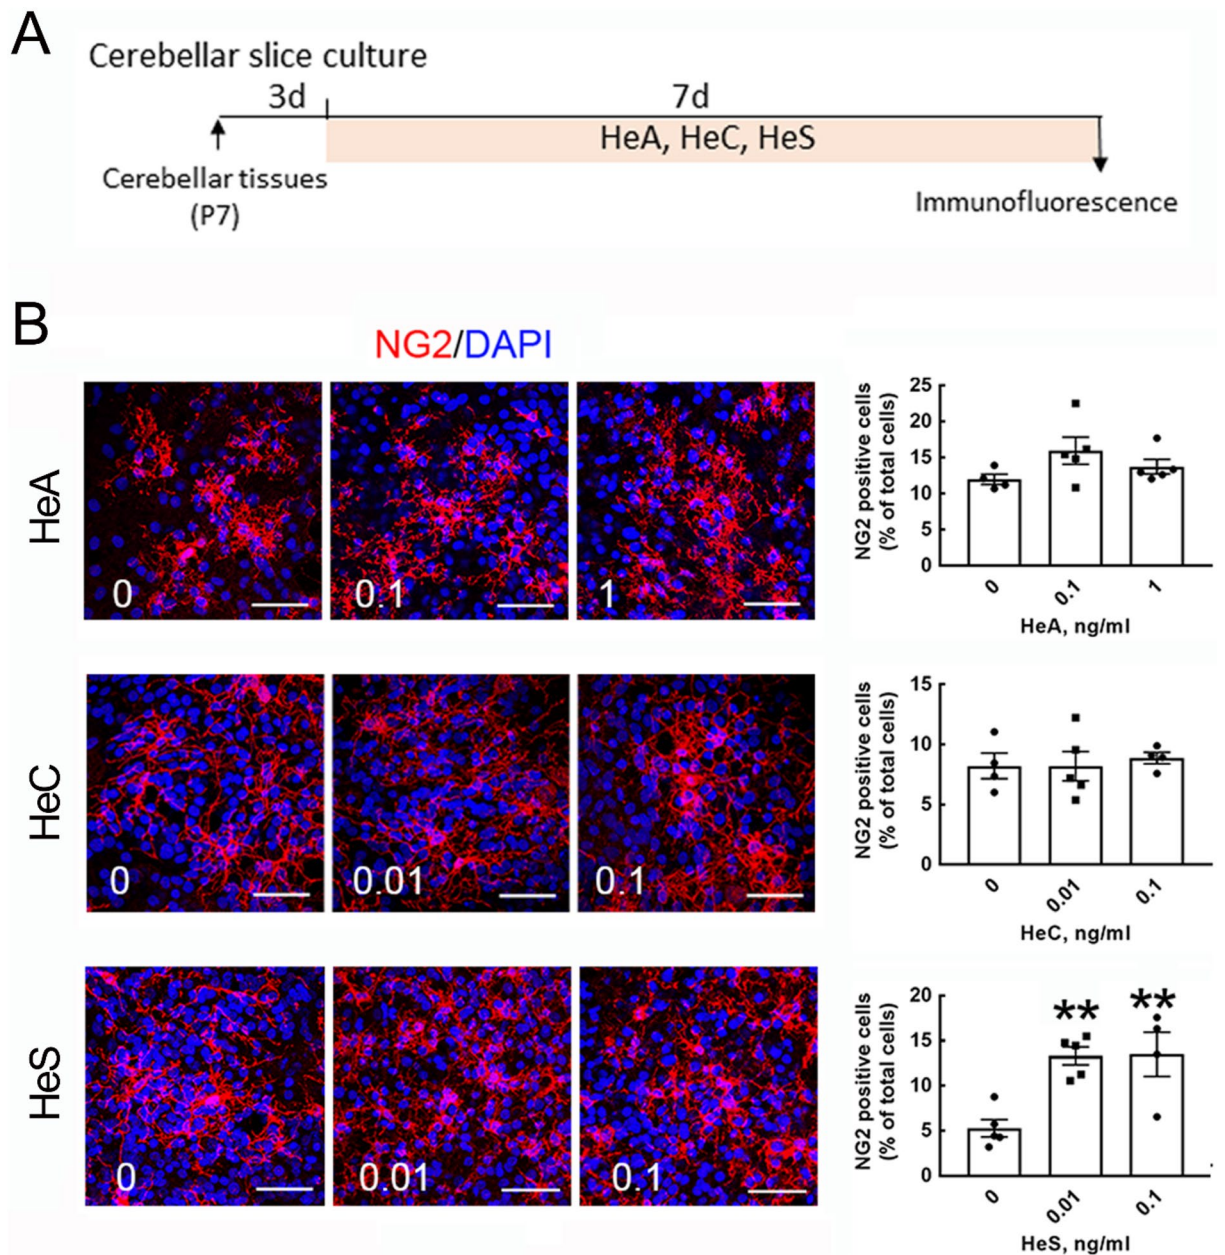 A
Cerebellar slice culture
3d
7d
HeA, HeC, HeS
Cerebellar tissues
(P7)
Immunofluorescence
B
NG2/DAPI
HeA
0
0.1
1
NG2 positive cells
(% of total cells)
25
20
15
10
5
0
0
0.1
1
HeA, ng/ml
HeC
0
0.01
0.1
NG2 positive cells
(% of total cells)
15
10
5
0
0
0.01
0.1
HeC, ng/ml
HeS
0
0.01
0.1
NG2 positive cells
(% of total cells)
20
15
10
5
0
**
**
0
0.01
0.1
HeS, ng/ml